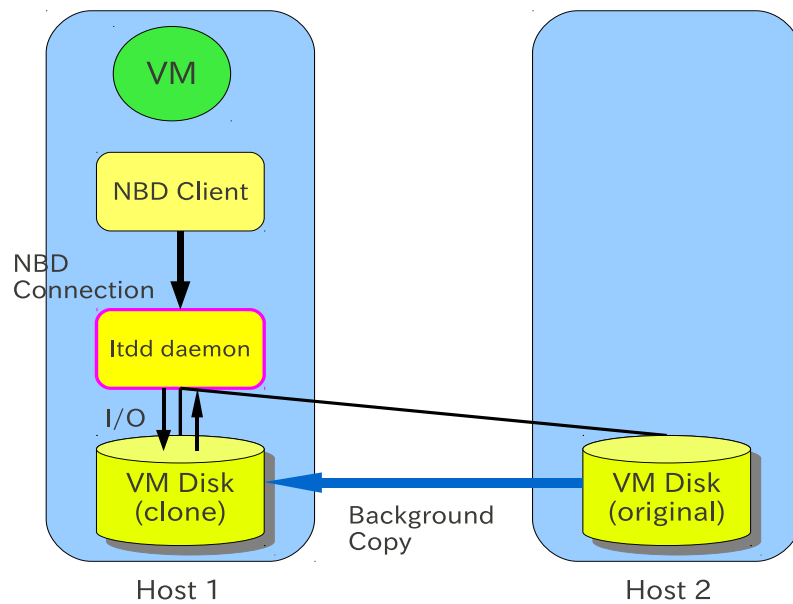 VM
NBD Client
NBD
Connection
Itdd daemon
I/O
VM Disk
(clone)
VM Disk
(original)
Background
Copy
Host 1
Host 2